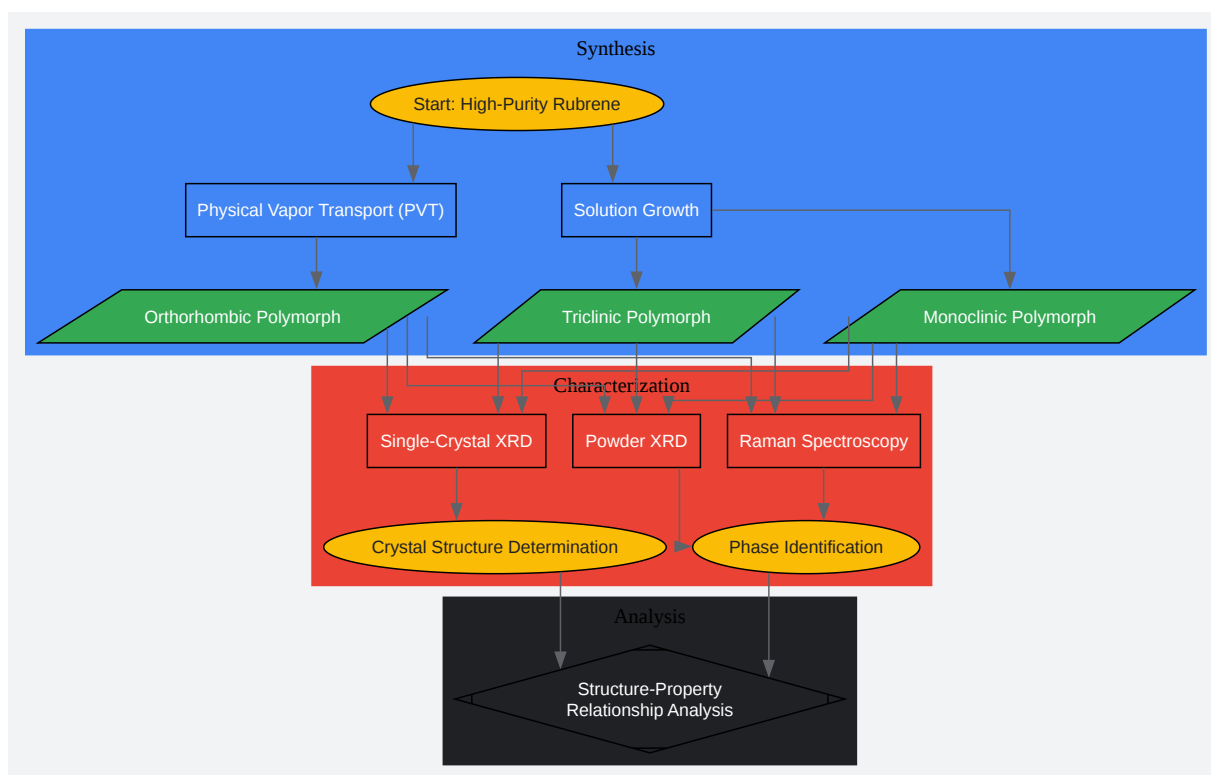 Synthesis
Start: High-Purity Rubrene
Physical Vapor Transport (PVT)
Solution Growth
Orthorhombic Polymorph
Triclinic Polymorph
Monoclinic Polymorph
Characterization
Single-Crystal XRD
Powder XRD
Raman Spectroscopy
Crystal Structure Determination
Phase Identification
Analysis
Structure-Property
Relationship Analysis